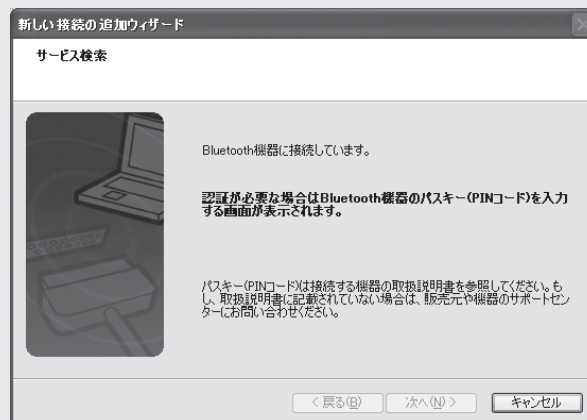 新しい接続の追加ウィザード
サービス検索
Bluetooth機器に接続しています。
認証が必要な場合はBluetooth機器のパスキー(PINコード)を入力
する画面が表示されます。
パスキー(PINコード)は接続する機器の取扱説明書を参照してください。も
し、取扱説明書に記載されていない場合は、販売元や機器のサポートセン
ターにお問い合わせください。
< 戻る(B) 次へ(N) > キャンセル